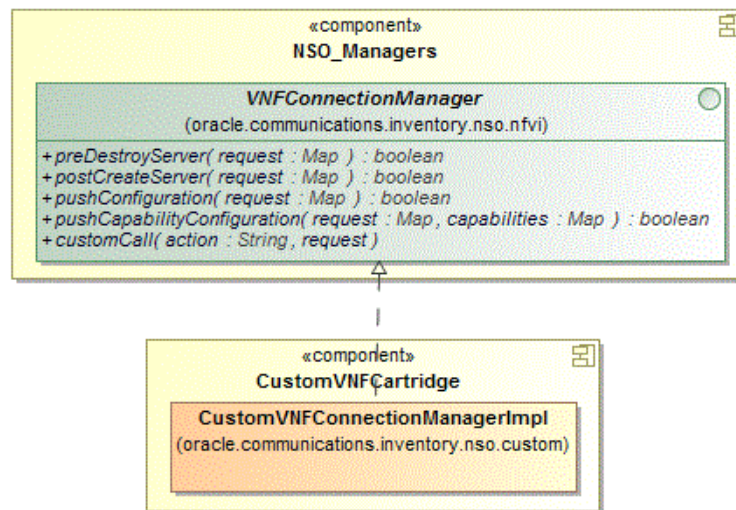 «component»
NSO_Managers
VNFConnectionManager
(oracle.communications.inventory.nso.nfvi)
+preDestroyServer( request : Map ) : boolean
+postCreateServer( request : Map ) : boolean
+pushConfiguration( request : Map ) : boolean
+pushCapabilityConfiguration( request : Map, capabilities : Map ) : boolean
+customCall( action : String, request )
«component»
CustomVNFCartridge
CustomVNFConnectionManagerImpl
(oracle.communications.inventory.nso.custom)